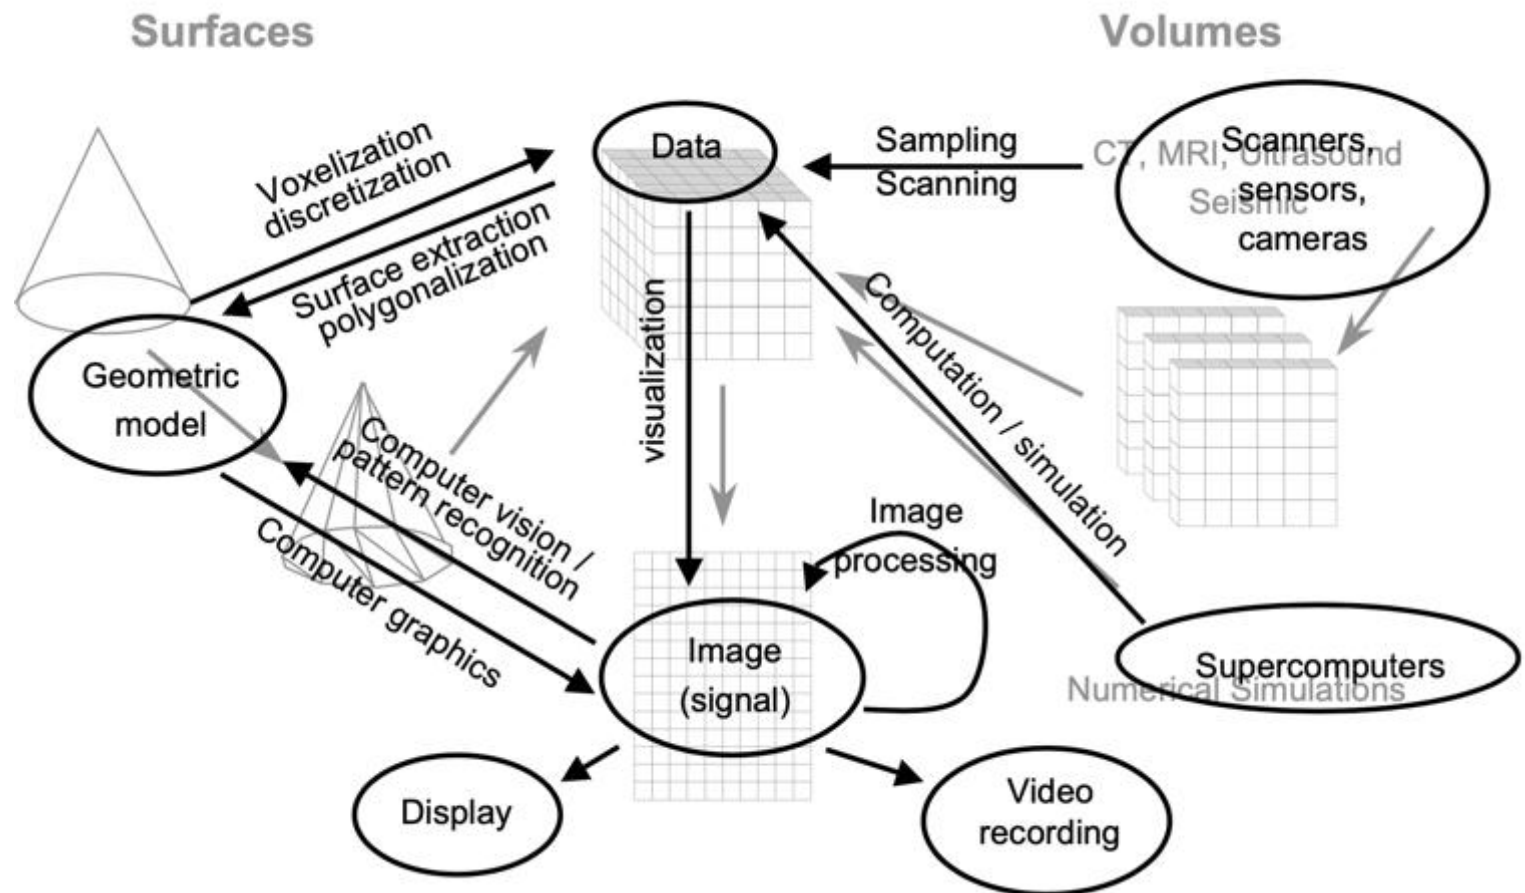 Surfaces
Volumes
Voxelization
discretization
Surface extraction
polygonalization
Data
Sampling
Scanning
CT, MRI, Ultrasound
Seismic
Scanners,
sensors,
cameras
Geometric
model
visualization
Computation / simulation
Computer vision /
pattern recognition
Computer graphics
Image
processing
Image
(signal)
Supercomputers
Numerical Simulations
Display
Video
recording